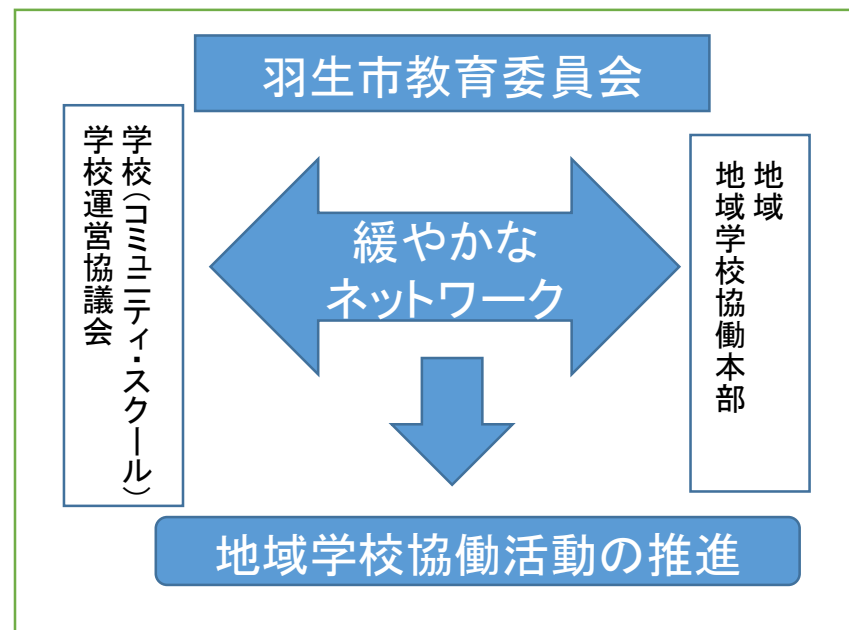 羽生市教育委員会
学校(コミュニティ・スクール)
学校運営協議会
緩やかな
ネットワーク
地域
地域学校協働本部
地域学校協働活動の推進